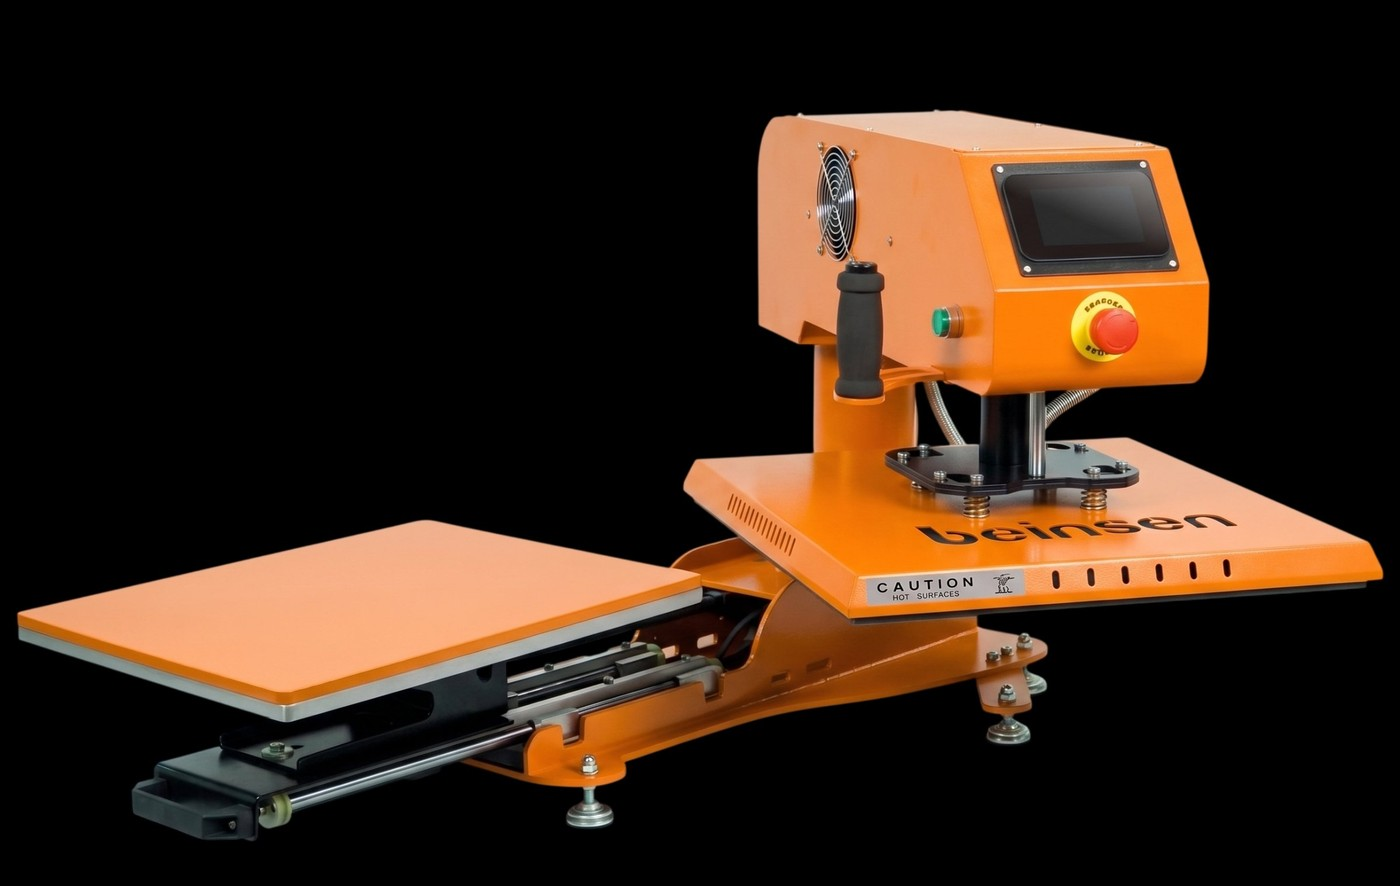 beinsen
CAUTION
HOT SURFACES